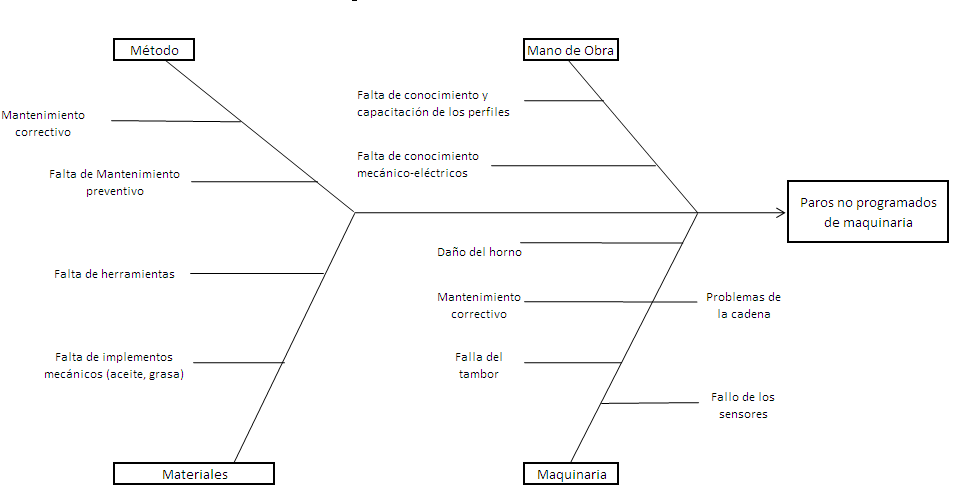 Método
Mano de Obra
Mantenimiento
correctivo
Falta de Mantenimiento
preventivo
Falta de conocimiento y
capacitación de los perfiles
Falta de conocimiento
mecánico-eléctricos
Paros no programados
de maquinaria
Falta de herramientas
Falta de implementos
mecánicos (aceite, grasa)
Daño del horno
Mantenimiento
correctivo
Problemas de
la cadena
Falla del
tambor
Fallo de los
sensores
Materiales
Maquinaria